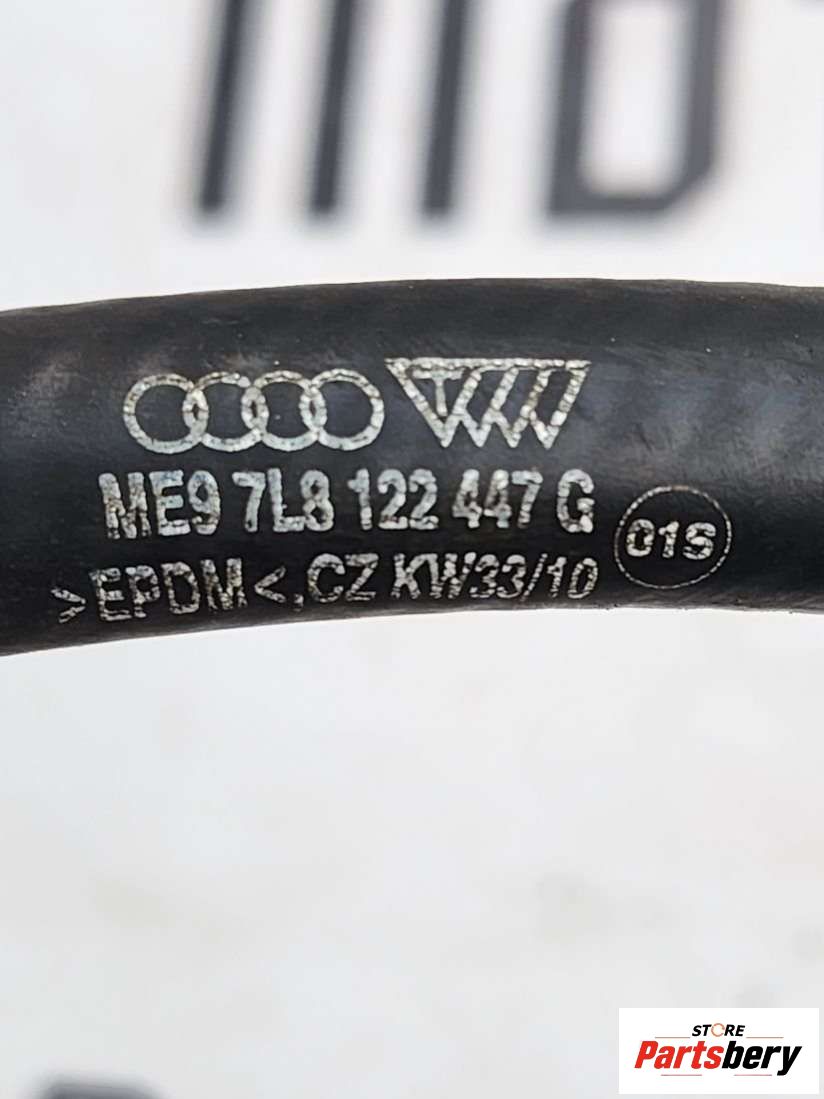 T
ME9 7L8 122 447 G
01S
>EPDM<,CZ KW33/10
STORE
Partsbery